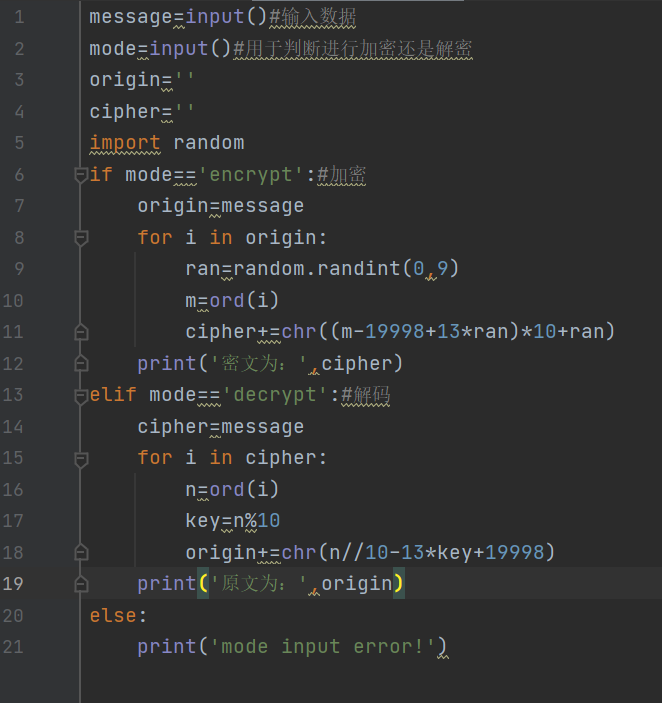 1 message=input()#输入数据
2 mode=input()#用于判断进行加密还是解密
3 origin=''
4 cipher=''
5 import random
6 if mode=='encrypt':#加密
7     origin=message
8     for i in origin:
9         ran=random.randint(0,9)
10         m=ord(i)
11         cipher+=chr((m-19998+13*ran)*10+ran)
12     print('密文为：',cipher)
13 elif mode=='decrypt':#解码
14     cipher=message
15     for i in cipher:
16         n=ord(i)
17         key=n%10
18         origin+=chr(n//10-13*key+19998)
19     print('原文为：',origin)
20 else:
21     print('mode input error!')